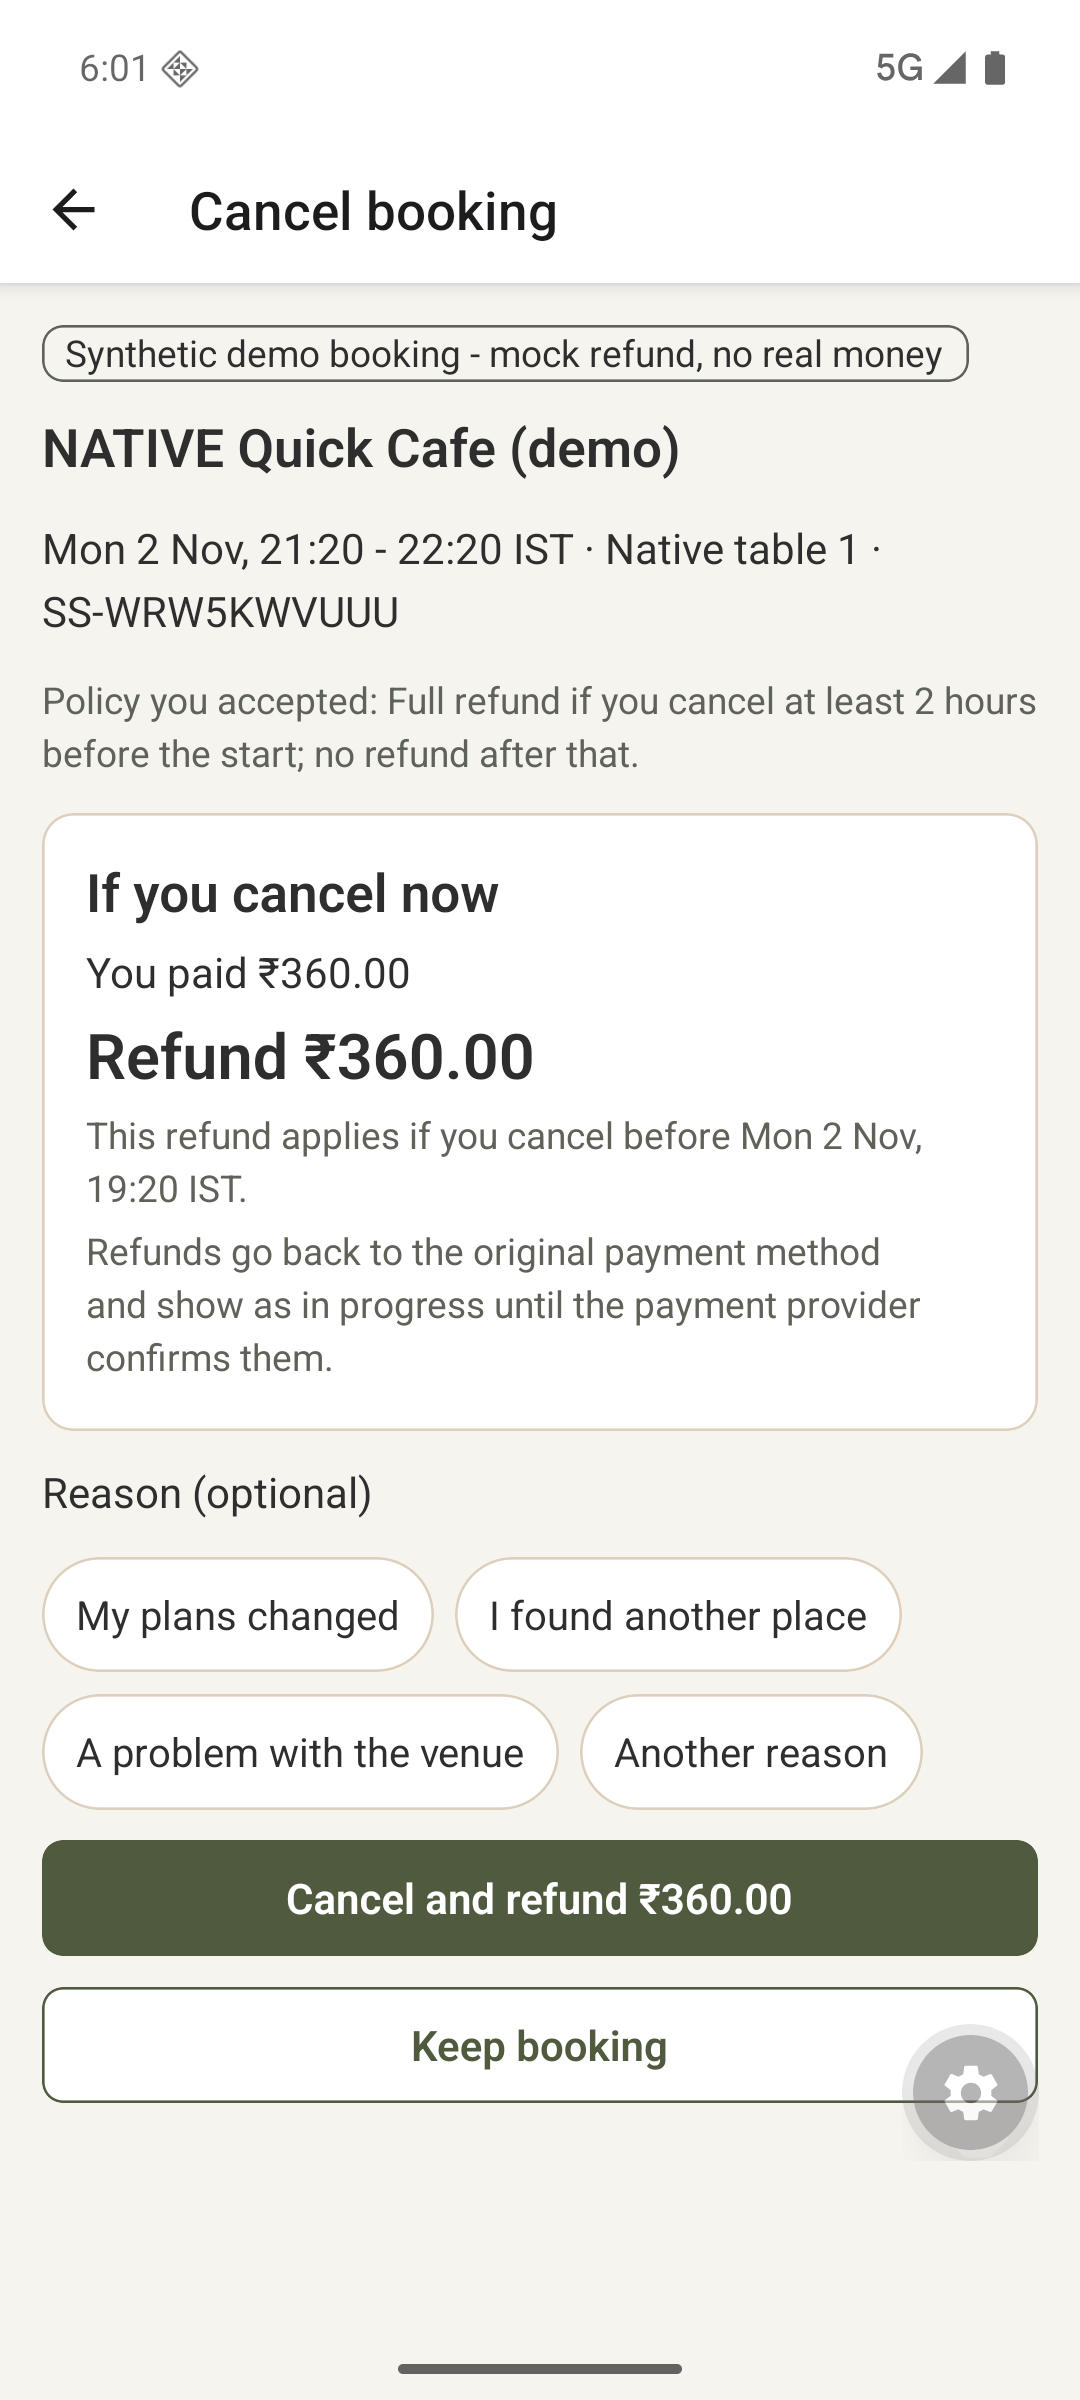 6:01
5G
Cancel booking
Synthetic demo booking - mock refund, no real money
NATIVE Quick Cafe (demo)
Mon 2 Nov, 21:20 - 22:20 IST · Native table 1 ·
SS-WRW5KWVUUU
Policy you accepted: Full refund if you cancel at least 2 hours
before the start; no refund after that.
If you cancel now
You paid ₹360.00
Refund ₹360.00
This refund applies if you cancel before Mon 2 Nov,
19:20 IST.
Refunds go back to the original payment method
and show as in progress until the payment provider
confirms them.
Reason (optional)
My plans changed
I found another place
A problem with the venue
Another reason
Cancel and refund ₹360.00
Keep booking